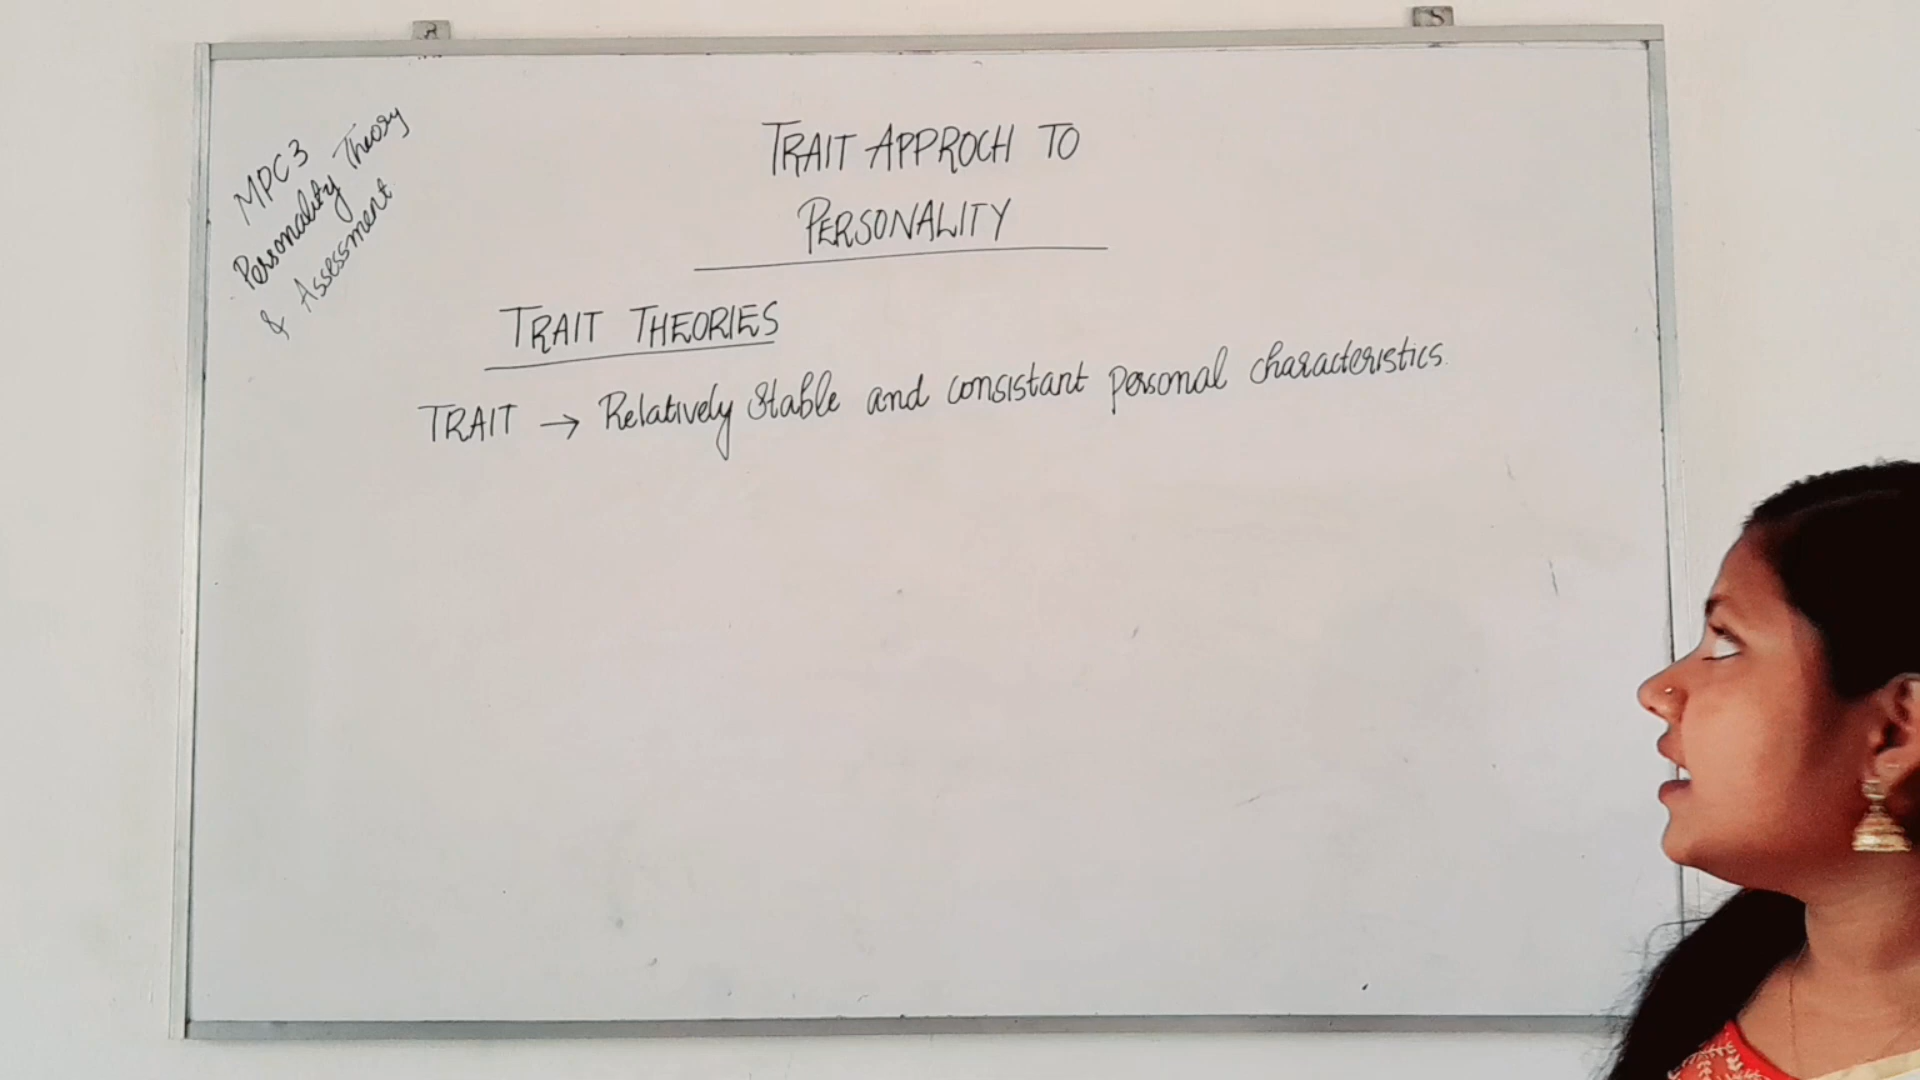 MPC3
Personality Theory
& Assessment
TRAIT APPROCH TO
PERSONALITY
TRAIT THEORIES
TRAIT → Relatively Stable and consistant personal characteristics.